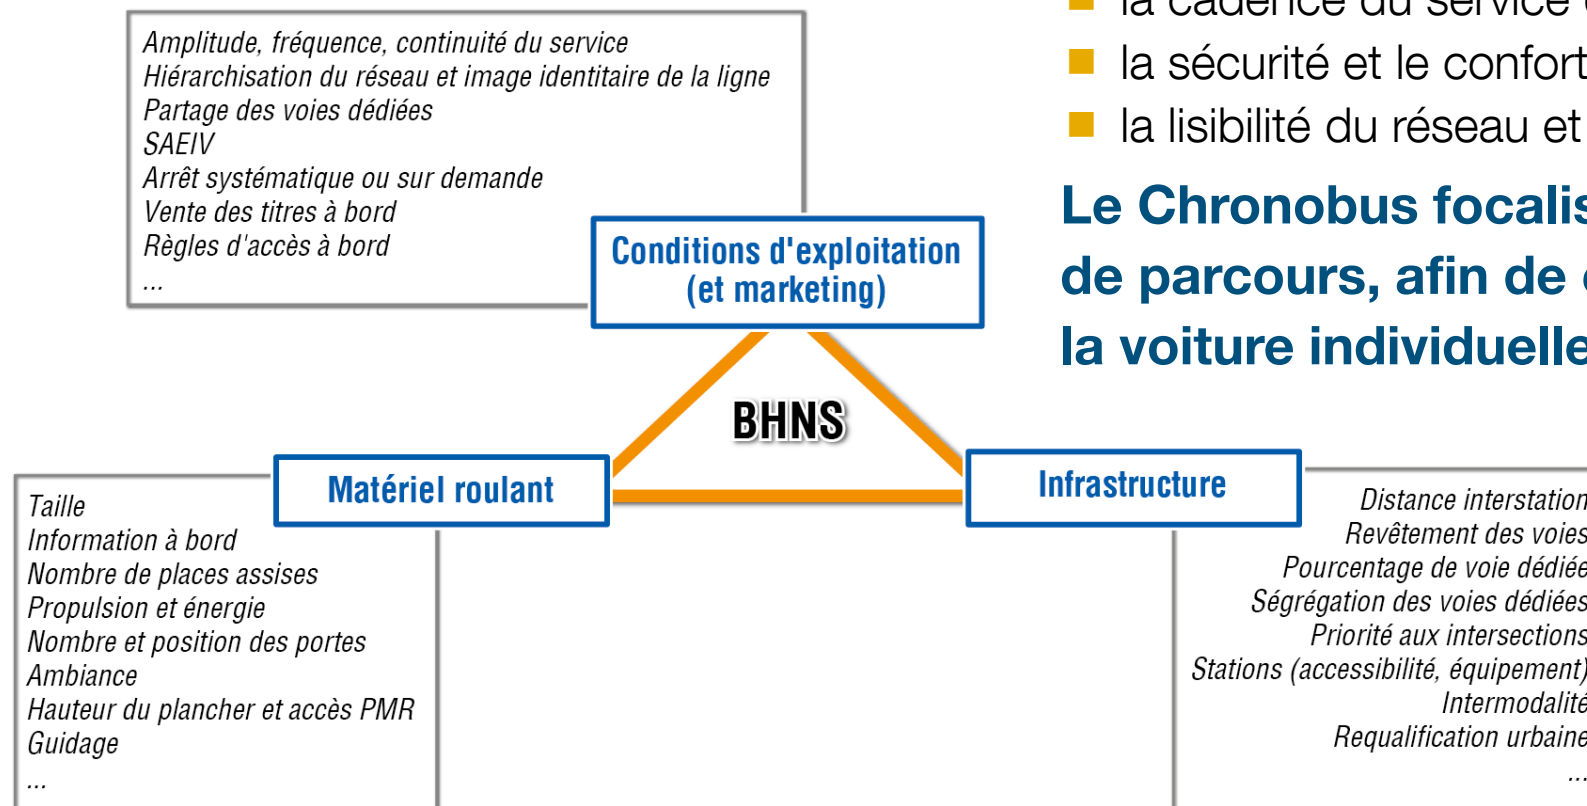 Amplitude, fréquence, continuité du service
Hiérarchisation du réseau et image identitaire de la ligne
Partage des voies dédiées
SAEIV
Arrêt systématique ou sur demande
Vente des titres à bord
Règles d'accès à bord
...
Conditions d'exploitation
(et marketing)
BHNS
Matériel roulant
Taille
Information à bord
Nombre de places assises
Propulsion et énergie
Nombre et position des portes
Ambiance
Hauteur du plancher et accès PMR
Guidage
...
Infrastructure
Distance interstation
Revêtement des voies
Pourcentage de voie dédiée
Ségrégation des voies dédiées
Priorité aux intersections
Stations (accessibilité, équipement)
Intermodalité
Requalification urbaine
...
la cadence du service
la sécurité et le confort
la lisibilité du réseau et
Le Chronobus
de parcours, afin de
la voiture individuelle